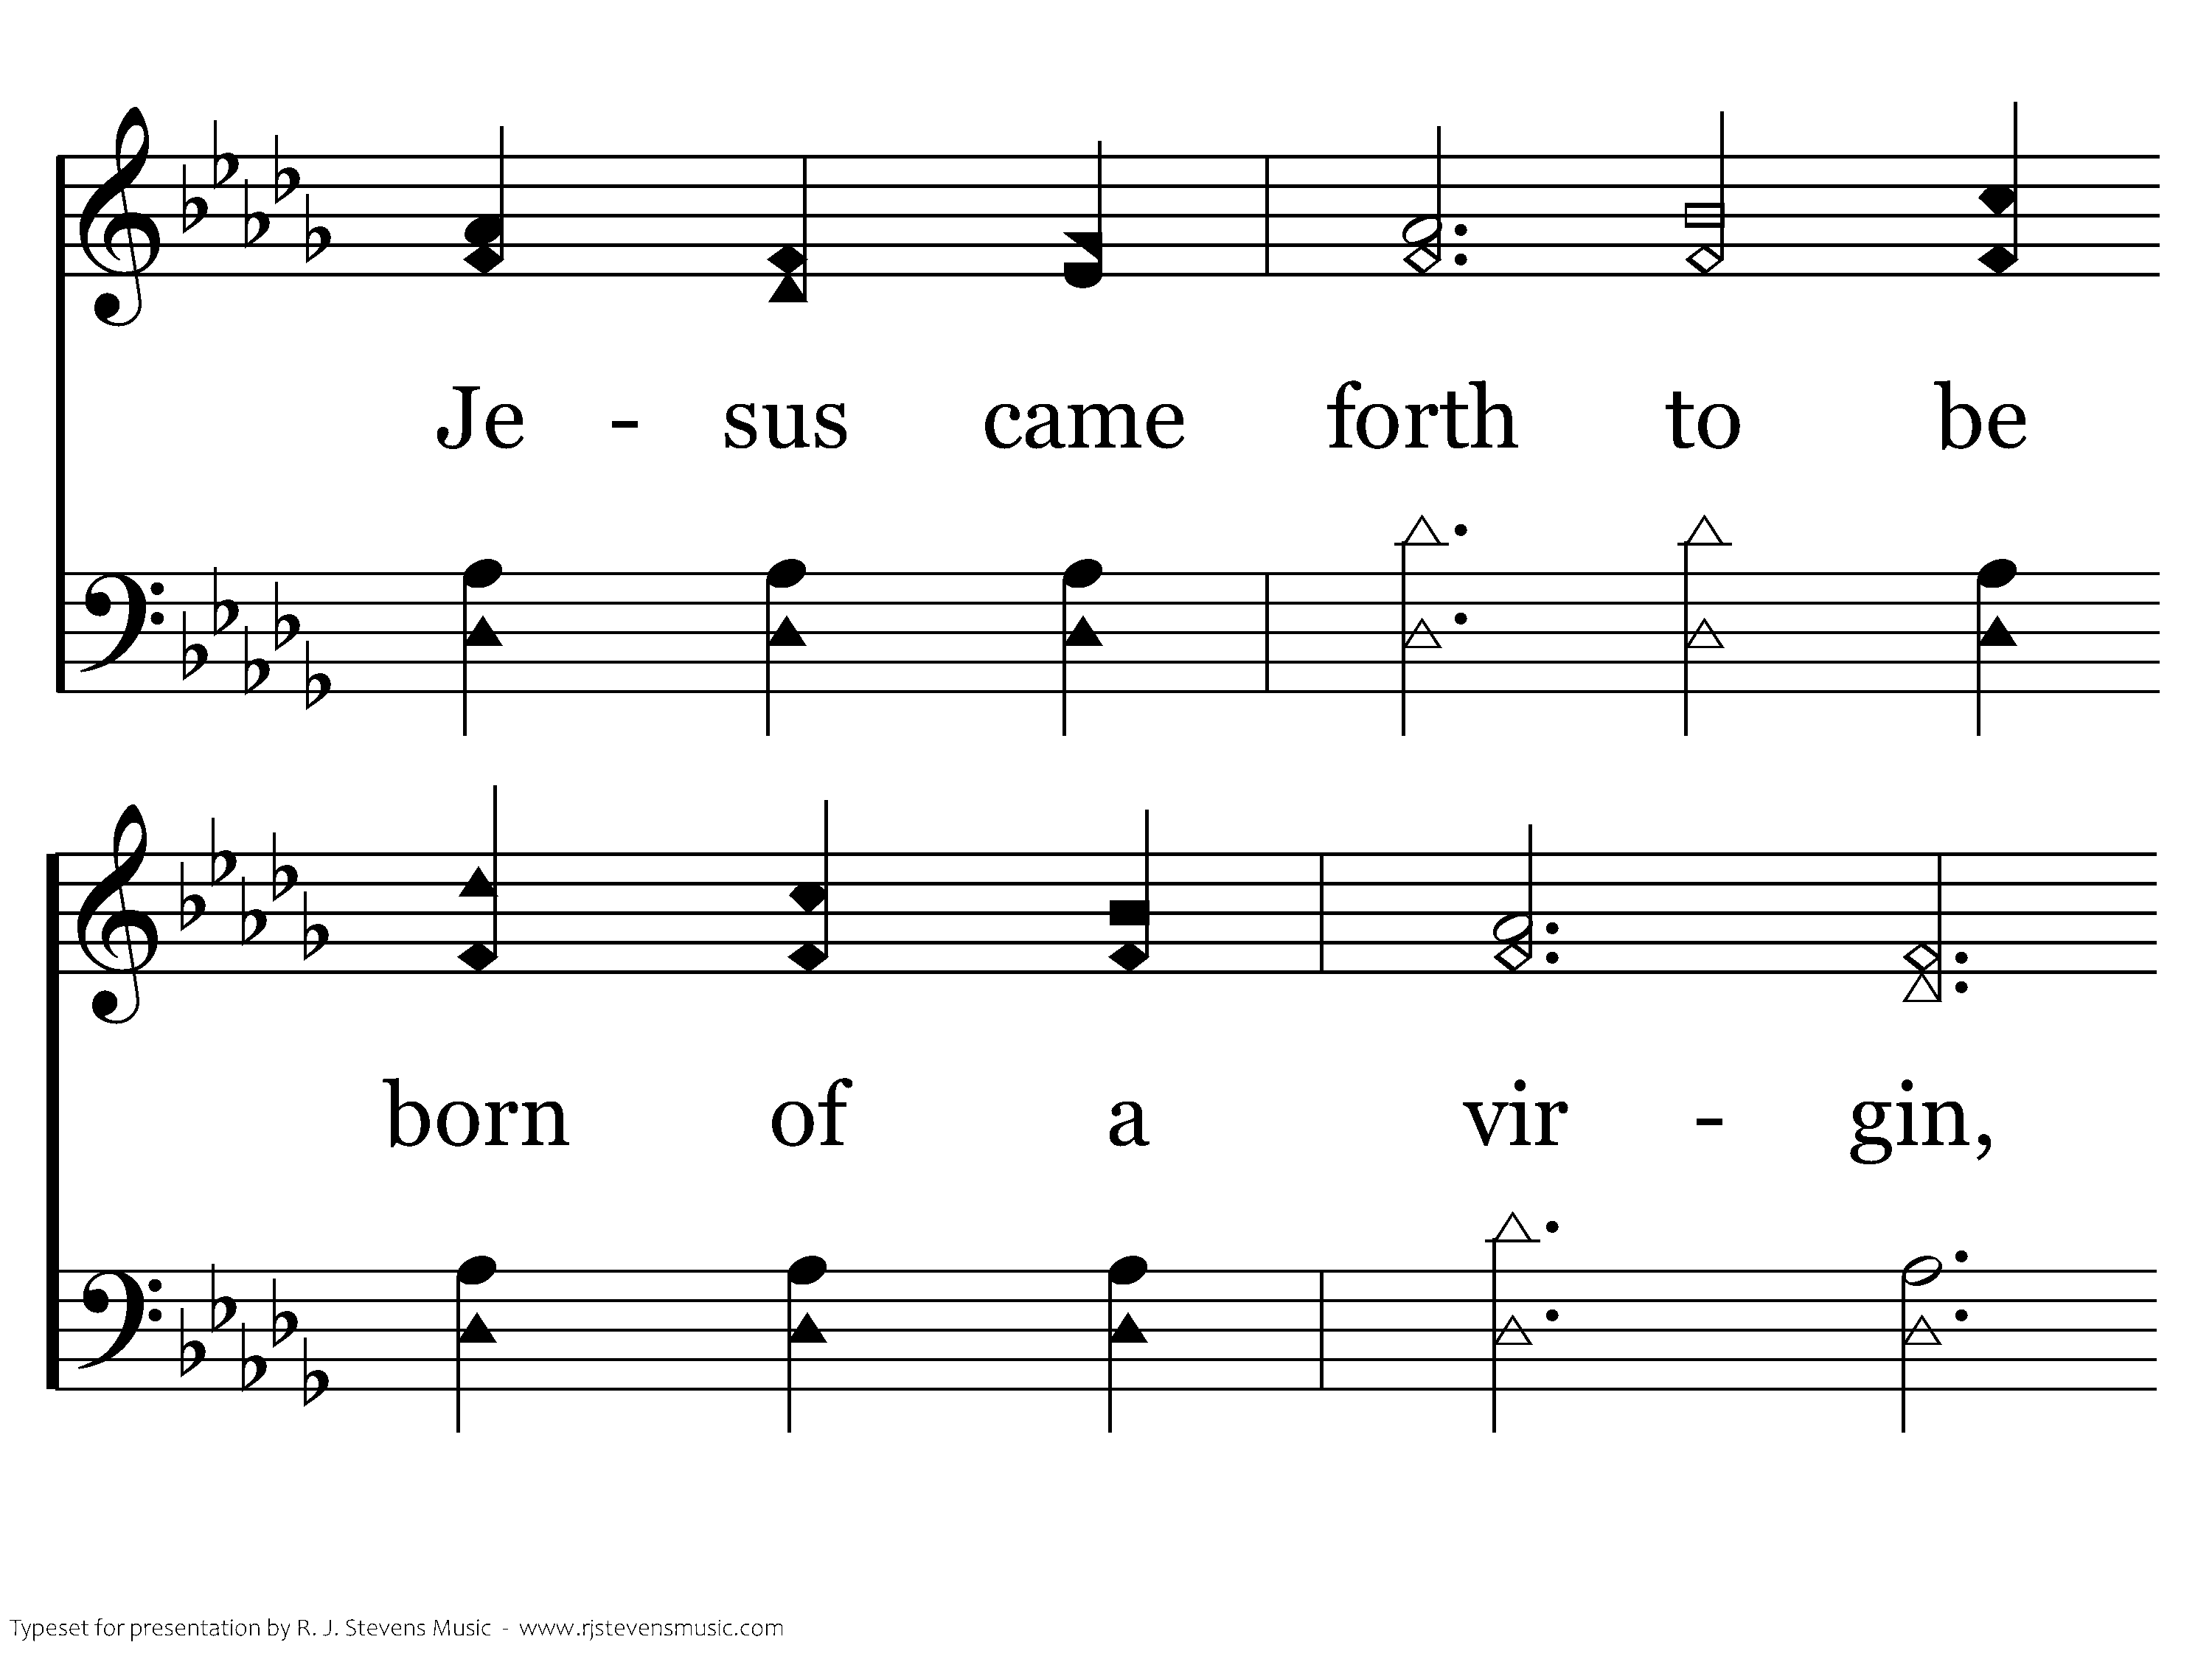 Je - sus came forth to be
born of a vir - gin,
Typeset for presentation by R. J. Stevens Music - www.rjstevensmusic.com